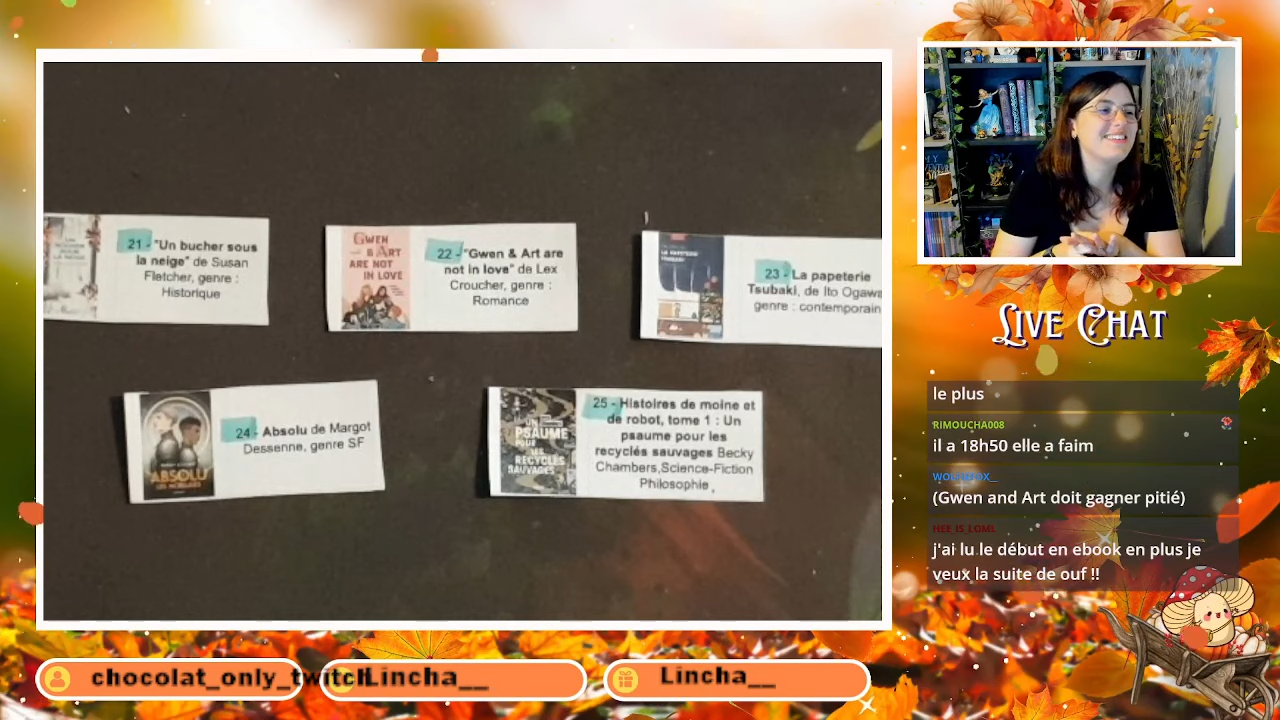 21 - "Un bucher sous
la neige" de Susan
Fletcher, genre :
Historique
GWEN
& ART
ARE NOT
IN LOVE
22 - "Gwen & Art are
not in love" de Lex
Croucher, genre :
Romance
LA PAPETERIE
TSUBAKI
23 - La papeterie
Tsubaki, de Ito Ogawa
genre : contemporain
ABSOLU
24 - Absolu de Margot
Dessenne, genre SF
UN
PSAUME
POUR
LES
RECYCLÉS
SAUVAGES
25 - Histoires de moine et
de robot, tome 1 : Un
psaume pour les
recyclés sauvages Becky
Chambers,Science-Fiction
Philosophie,
LIVE CHAT
le plus
RIMOUCHA008
il a 18h50 elle a faim
(Gwen and Art doit gagner pitié)
HEE_IS_LOML
j'ai lu le début en ebook en plus je
veux la suite de ouf !!
chocolat_only_twitch
Lincha__
Lincha__